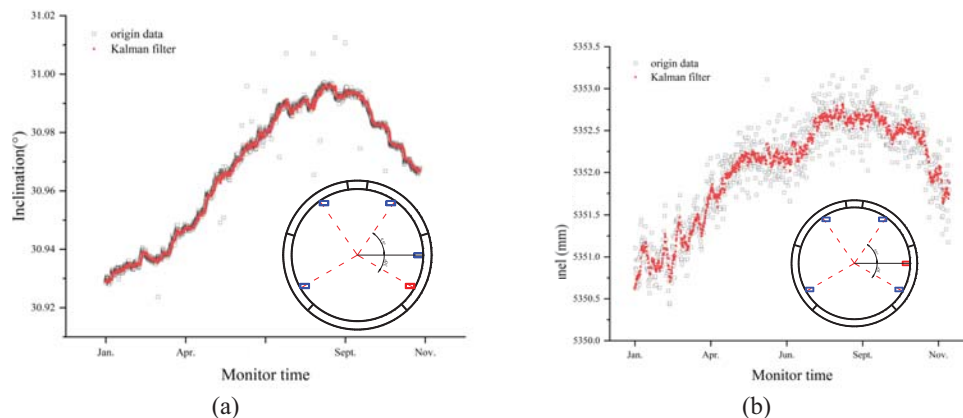 31.02
31.00
30.98
30.96
30.94
30.92
Inclination(°)
origin data
Kalman filter
Jan.
Apr.
Sept.
Nov.
Monitor time
(a)
5353.5
5353.0
5352.5
5352.0
5351.5
5351.0
5350.5
5350.0
(mm)
origin data
Kalman filter
Jan.
Apr.
Jun.
Sept.
Nov.
Monitor time
(b)